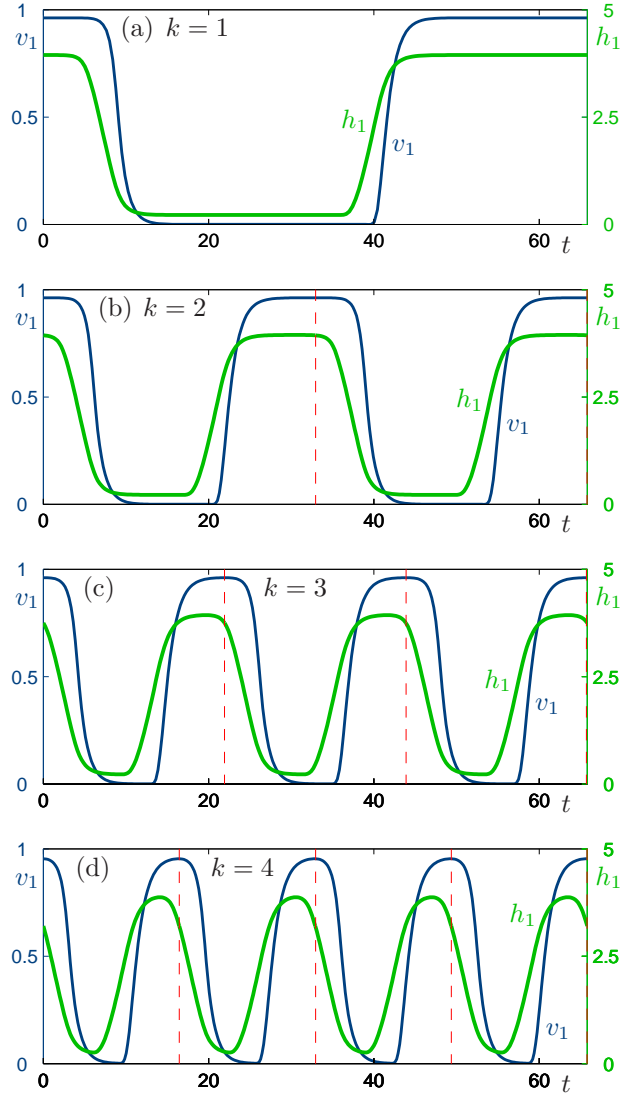 1 (a) k = 1 5
v₁ h₁
0.5 h₁ v₁ 2.5
0 0
0 20 40 60 t
1 (b) k = 2 5
v₁ h₁
0.5 h₁ v₁ 2.5
0 0
0 20 40 60 t
1 (c) k = 3 5
v₁ h₁
0.5 h₁ v₁ 2.5
0 0
0 20 40 60 t
1 (d) k = 4 5
v₁ h₁
0.5 h₁ 2.5
0 v₁ 0
0 20 40 60 t